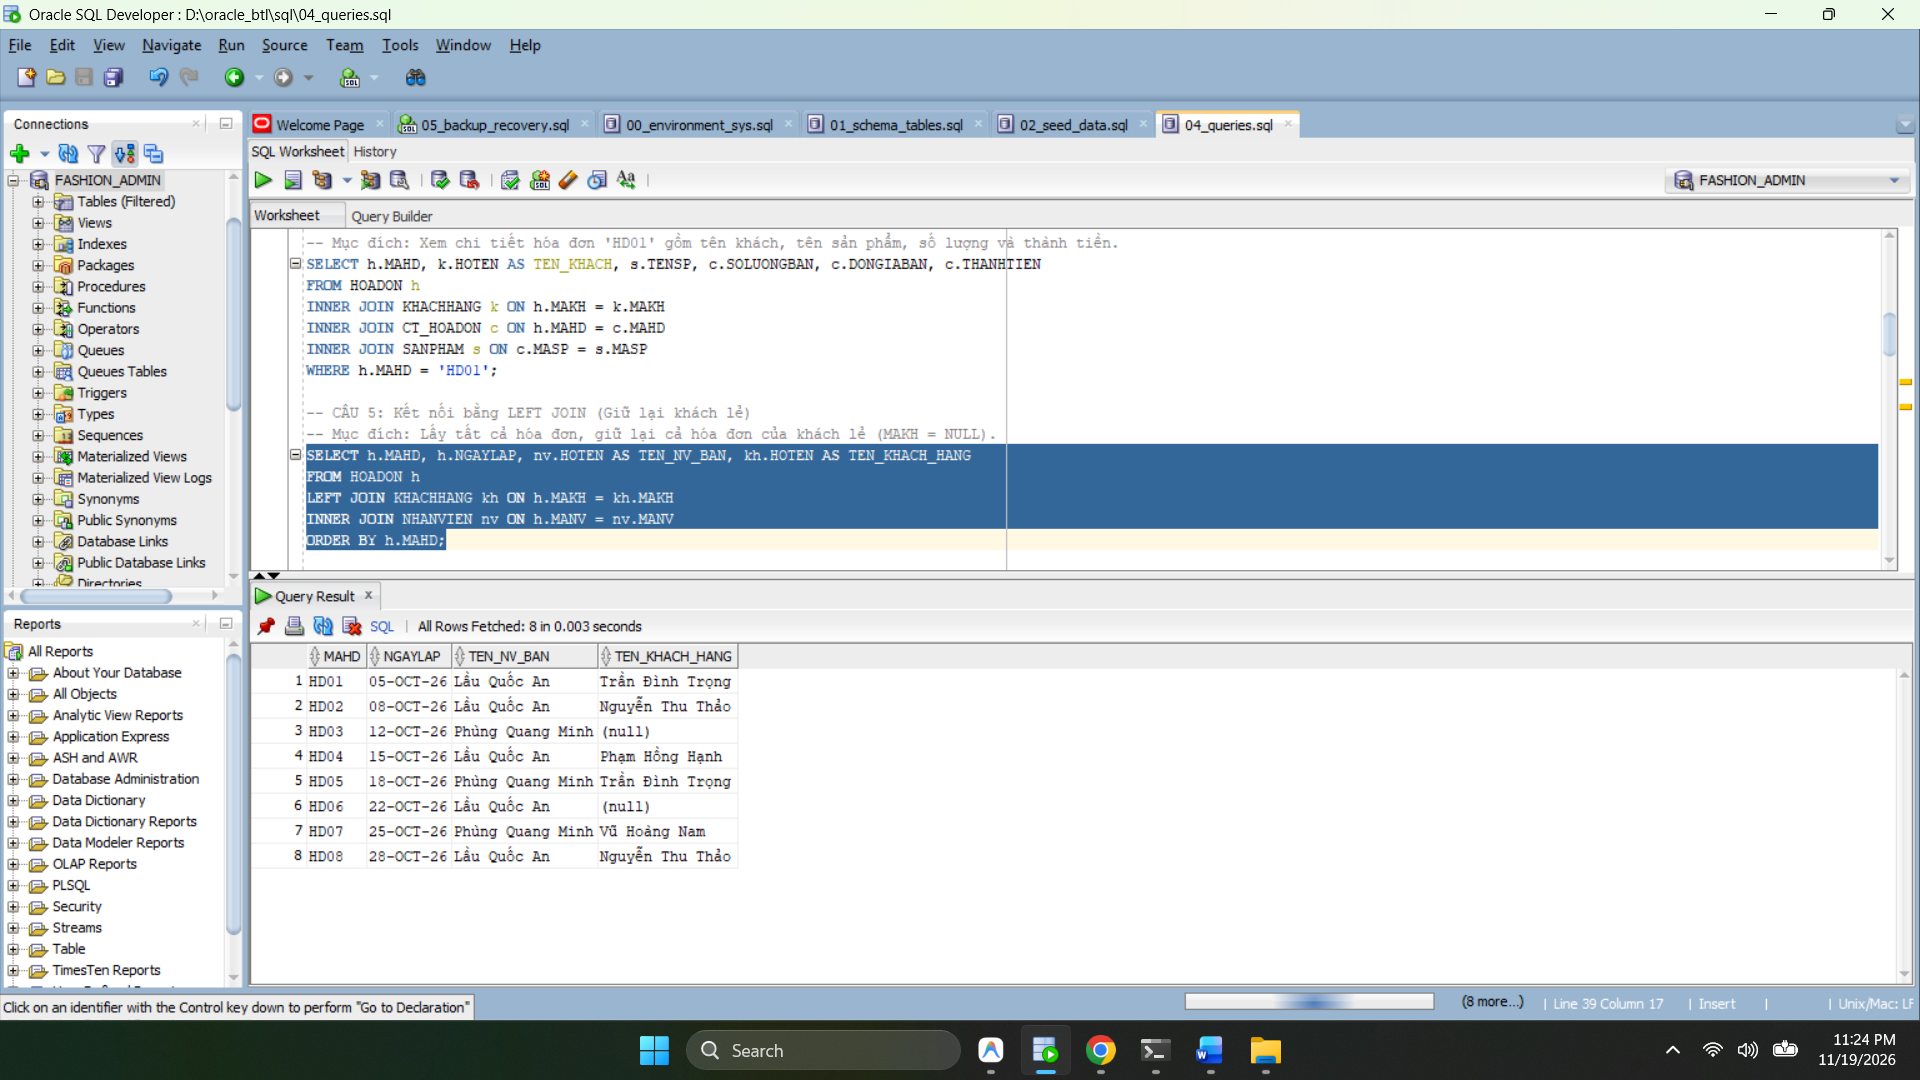 Oracle SQL Developer : D:\oracle_btl\sql\04_queries.sql
File Edit View Navigate Run Source Team Tools Window Help
Connections
Welcome Page 05_backup_recovery.sql 00_environment_sys.sql 01_schema_tables.sql 02_seed_data.sql 04_queries.sql
SQL Worksheet History
FASHION_ADMIN
Worksheet Query Builder
FASHION_ADMIN
Tables (Filtered)
Views
Indexes
Packages
Procedures
Functions
Operators
Queues
Queues Tables
Triggers
Types
Sequences
Materialized Views
Materialized View Logs
Synonyms
Public Synonyms
Database Links
Public Database Links
Directories
-- Mục đích: Xem chi tiết hóa đơn 'HD01' gồm tên khách, tên sản phẩm, số lượng và thành tiền.
SELECT h.MAHD, k.HOTEN AS TEN_KHACH, s.TENSP, c.SOLUONGBAN, c.DONGIABAN, c.THANHTIEN
FROM HOADON h
INNER JOIN KHACHHANG k ON h.MAKH = k.MAKH
INNER JOIN CT_HOADON c ON h.MAHD = c.MAHD
INNER JOIN SANPHAM s ON c.MASP = s.MASP
WHERE h.MAHD = 'HD01';
-- CÂU 5: Kết nối bằng LEFT JOIN (Giữ lại khách lẻ)
-- Mục đích: Lấy tất cả hóa đơn, giữ lại cả hóa đơn của khách lẻ (MAKH = NULL).
SELECT h.MAHD, h.NGAYLAP, nv.HOTEN AS TEN_NV_BAN, kh.HOTEN AS TEN_KHACH_HANG
FROM HOADON h
LEFT JOIN KHACHHANG kh ON h.MAKH = kh.MAKH
INNER JOIN NHANVIEN nv ON h.MANV = nv.MANV
ORDER BY h.MAHD;
Query Result
SQL | All Rows Fetched: 8 in 0.003 seconds
MAHD NGAYLAP TEN_NV_BAN TEN_KHACH_HANG
1 HD01 05-OCT-26 Lầu Quốc An Trần Đình Trọng
2 HD02 08-OCT-26 Lầu Quốc An Nguyễn Thu Thảo
3 HD03 12-OCT-26 Phùng Quang Minh (null)
4 HD04 15-OCT-26 Lầu Quốc An Phạm Hồng Hạnh
5 HD05 18-OCT-26 Phùng Quang Minh Trần Đình Trọng
6 HD06 22-OCT-26 Lầu Quốc An (null)
7 HD07 25-OCT-26 Phùng Quang Minh Vũ Hoàng Nam
8 HD08 28-OCT-26 Lầu Quốc An Nguyễn Thu Thảo
Reports
All Reports
About Your Database
All Objects
Analytic View Reports
Application Express
ASH and AWR
Database Administration
Data Dictionary
Data Dictionary Reports
Data Modeler Reports
OLAP Reports
PLSQL
Security
Streams
Table
TimesTen Reports
Click on an identifier with the Control key down to perform "Go to Declaration"
(8 more...) | Line 39 Column 17 | Insert | | Unix/Mac: LF
Search
11:24 PM
11/19/2026